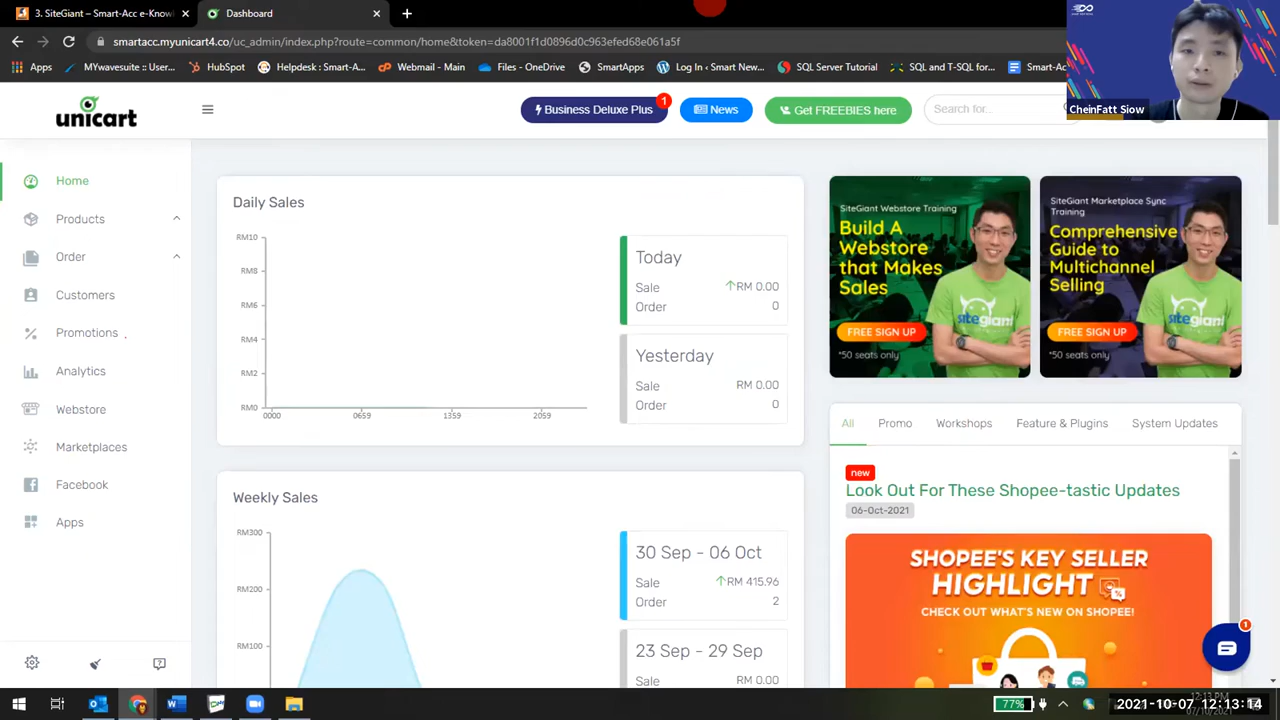 3. SiteGiant – Smart-Acc e-Know
Dashboard
smartacc.myunicart4.co/uc_admin/index.php?route=common/home&token=da8001f1d0896d0c963efed68e061a5f
Apps
MYwavesuite :: User...
HubSpot
Helpdesk : Smart-A...
Webmail - Main
Files - OneDrive
SmartApps
Log In ‹ Smart New...
SQL Server Tutorial
SQL and T-SQL for...
Smart-Ac
CheinFatt Siow
unicart
Business Deluxe Plus
1
News
Get FREEBIES here
Search for...
Home
Products
Order
Customers
Promotions
Analytics
Webstore
Marketplaces
Facebook
Apps
Daily Sales
RM10
RM8
RM6
RM4
RM2
RM0
0000
0659
1359
2059
Today
Sale
RM 0.00
Order
0
Yesterday
Sale
RM 0.00
Order
0
Weekly Sales
RM300
RM200
RM100
30 Sep - 06 Oct
Sale
RM 415.96
Order
2
23 Sep - 29 Sep
Sale
RM 0.00
SiteGiant Webstore Training
Build A
Webstore
that Makes
Sales
FREE SIGN UP
*50 seats only
sitegiant
SiteGiant Marketplace Sync
Training
Comprehensive
Guide to
Multichannel
Selling
FREE SIGN UP
*50 seats only
sitegiant
All
Promo
Workshops
Feature & Plugins
System Updates
new
Look Out For These Shopee-tastic Updates
06-Oct-2021
SHOPEE'S KEY SELLER
HIGHLIGHT
CHECK OUT WHAT'S NEW ON SHOPEE!
1
77%
12:13 PM
2021-10-07 12:13:14